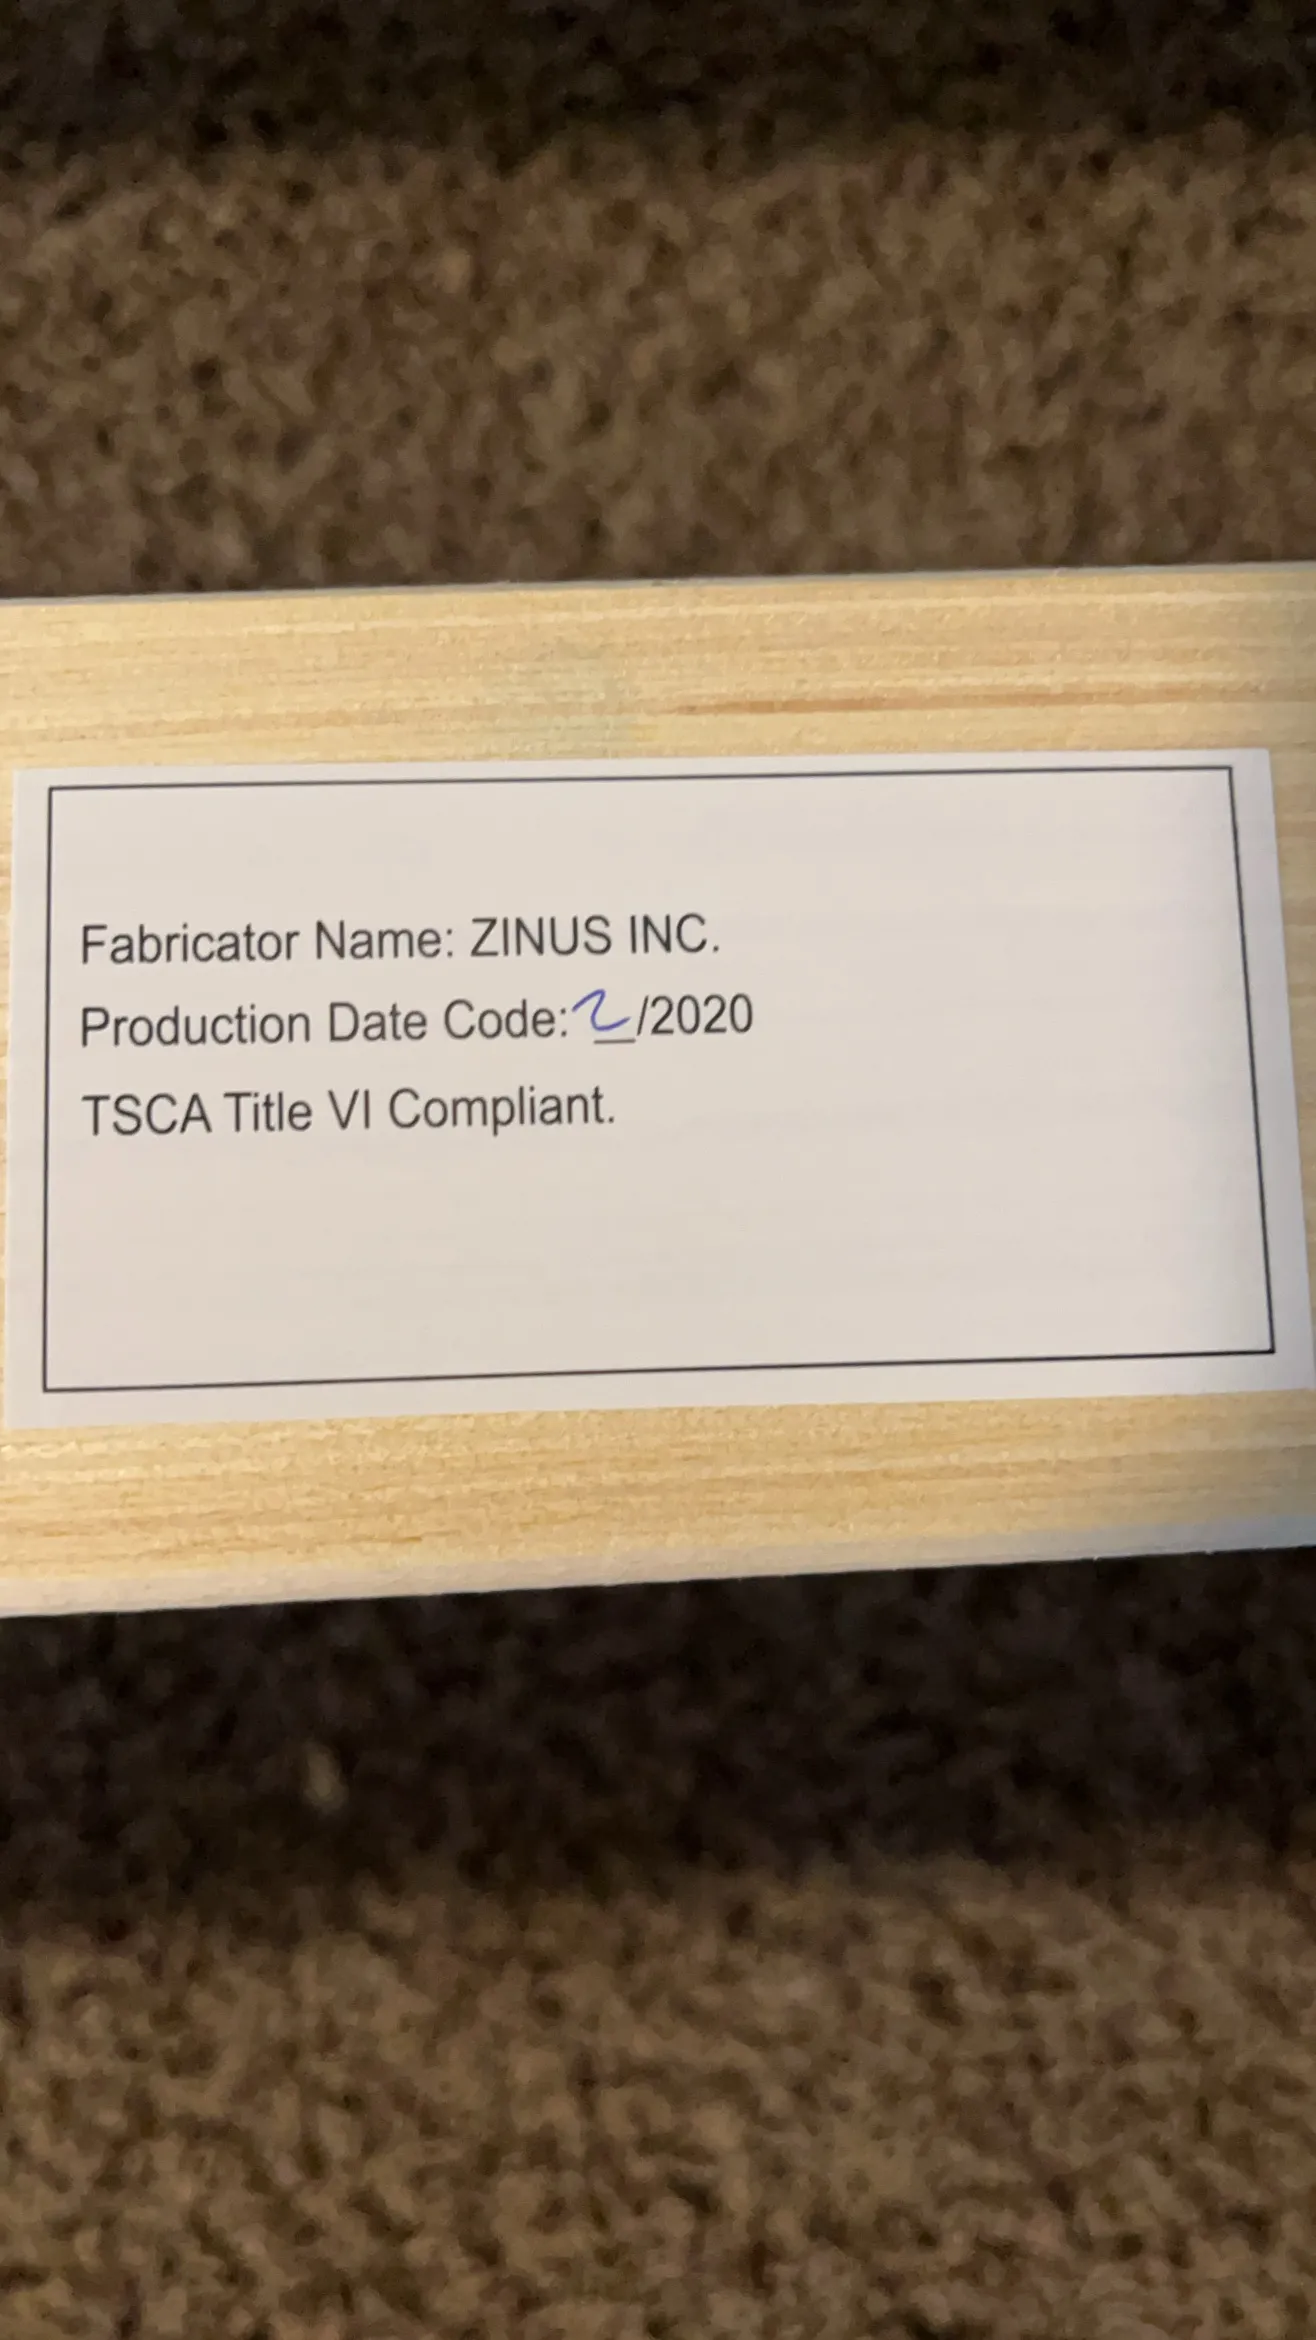 Fabricator Name: ZINUS INC.
Production Date Code: 2/2020
TSCA Title VI Compliant.